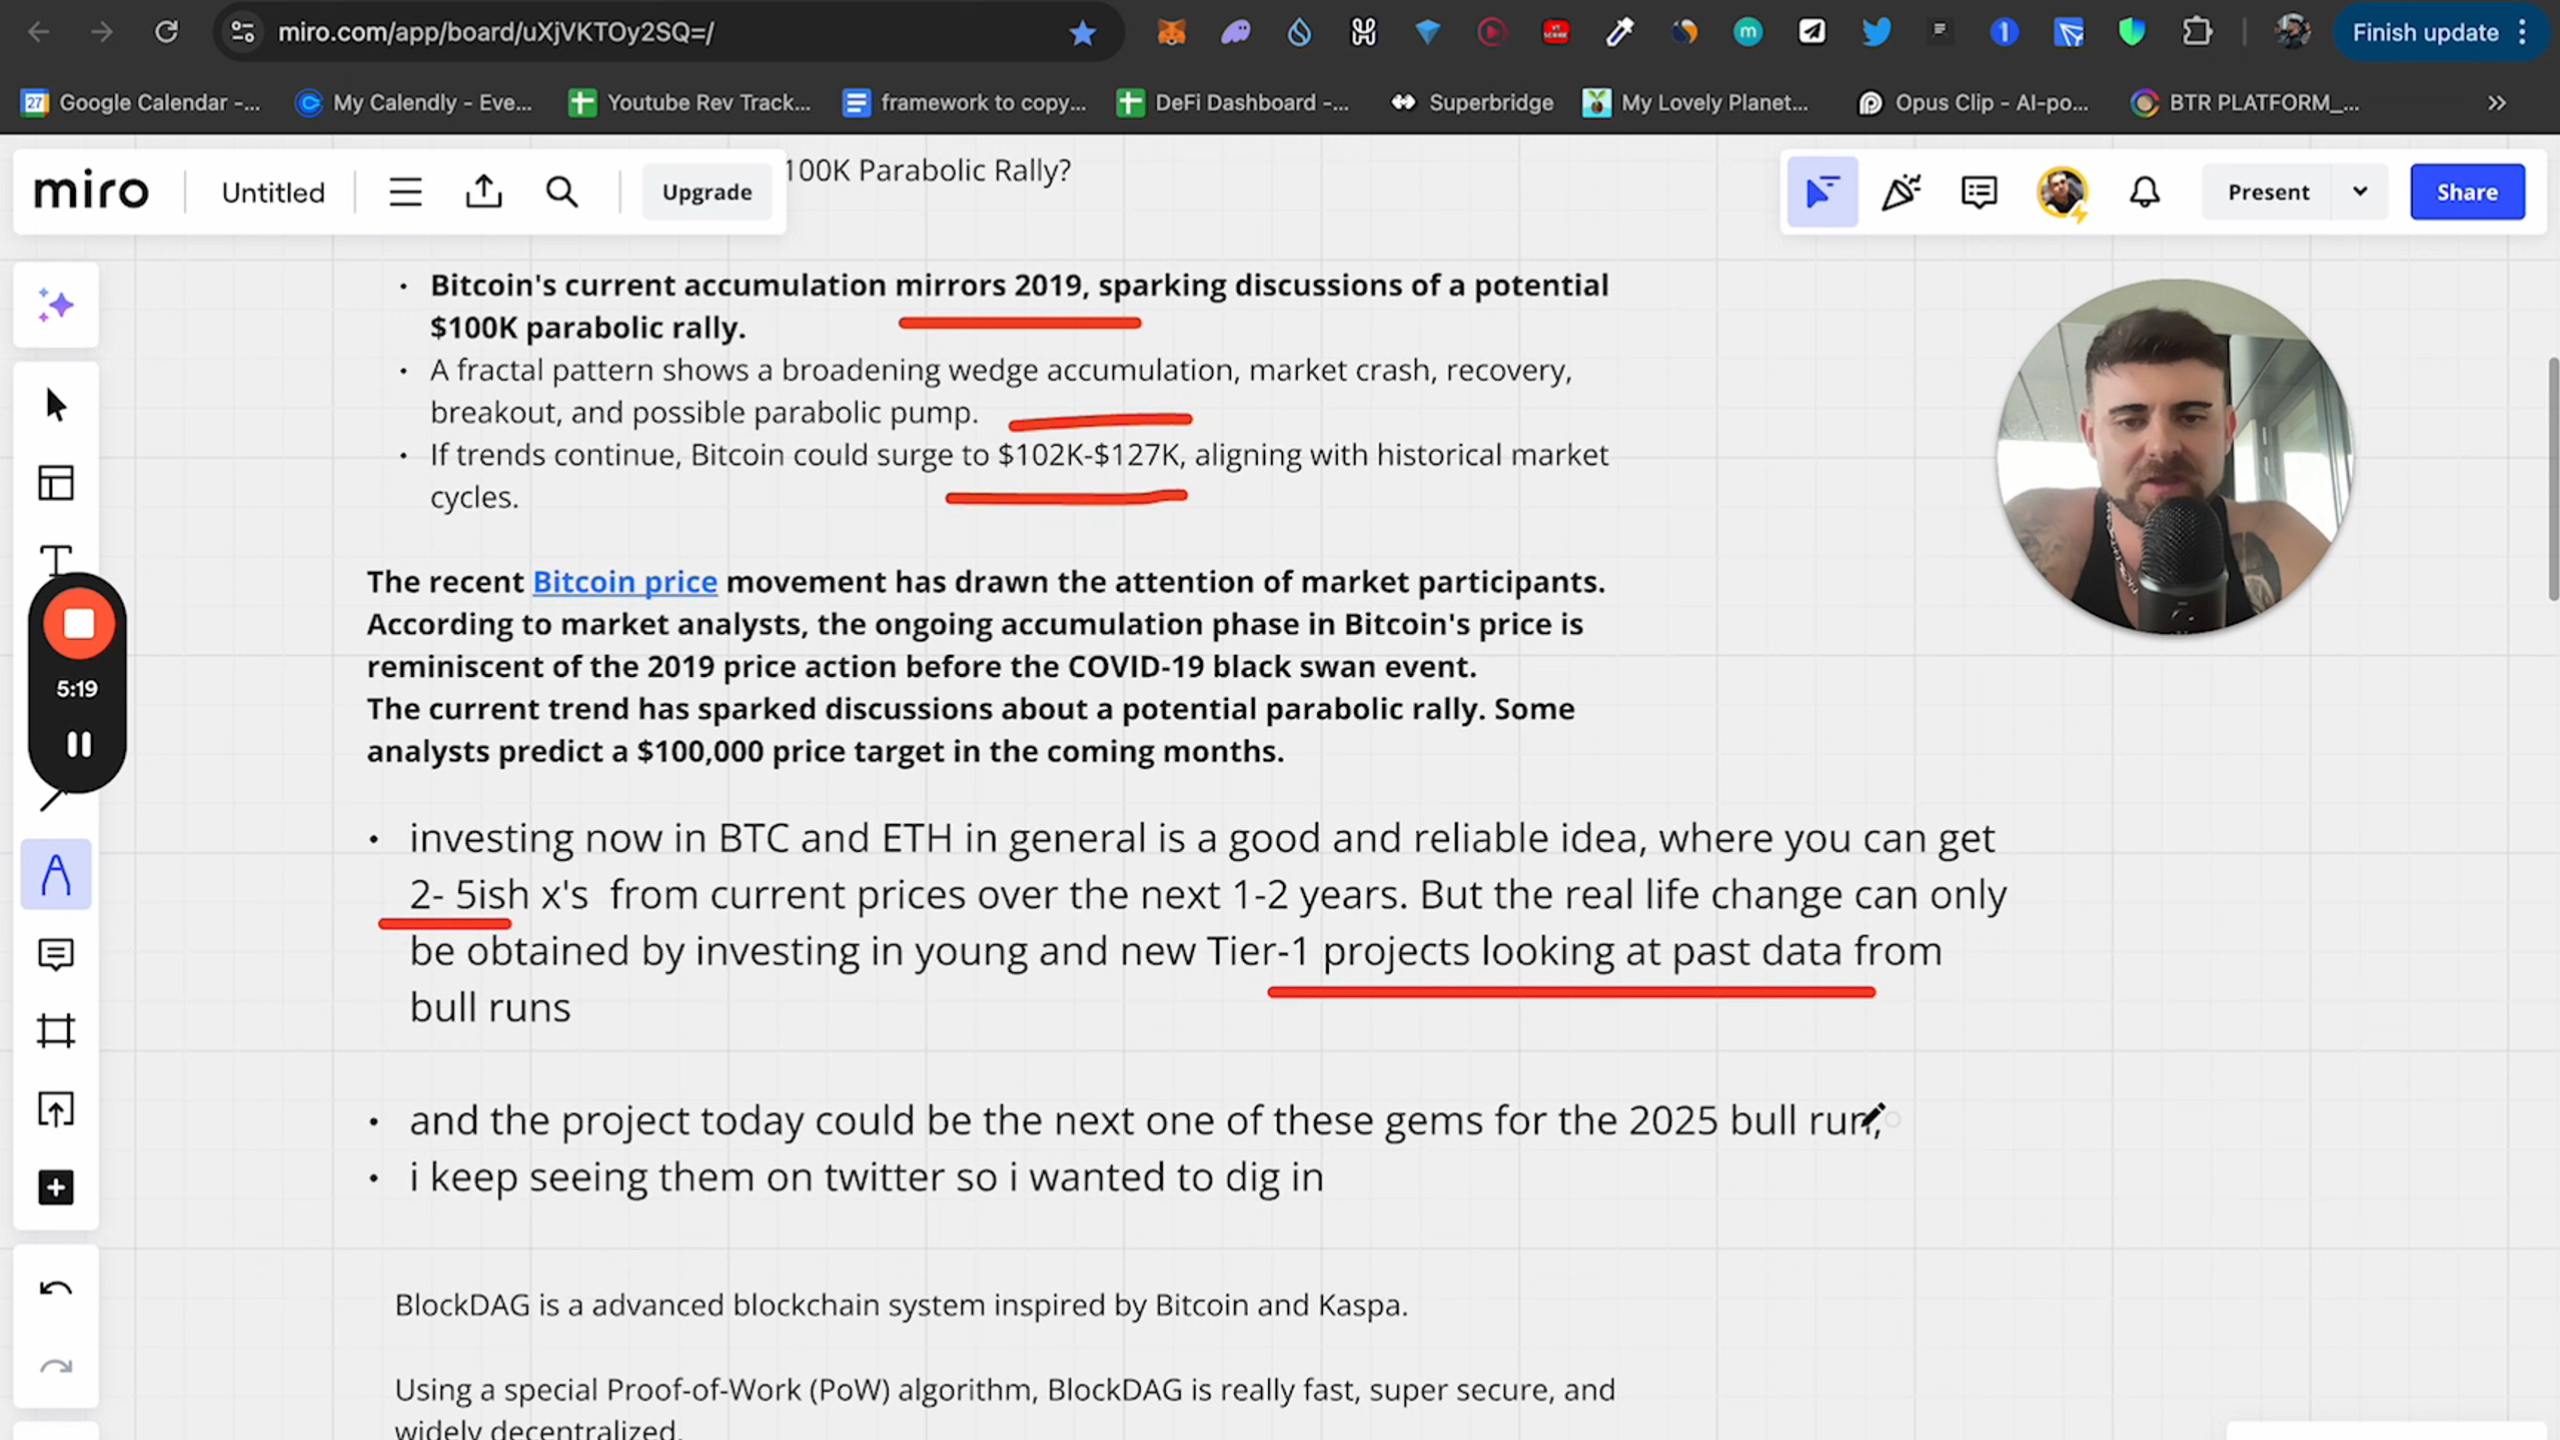 miro.com/app/board/uXjVKTOy2SQ=/
Finish update
27 Google Calendar -...
My Calendly - Eve...
Youtube Rev Track...
framework to copy...
DeFi Dashboard -...
Superbridge
My Lovely Planet...
Opus Clip - AI-po...
BTR PLATFORM_...
miro
Untitled
Upgrade
100K Parabolic Rally?
Present
Share
• Bitcoin's current accumulation mirrors 2019, sparking discussions of a potential
$100K parabolic rally.
• A fractal pattern shows a broadening wedge accumulation, market crash, recovery,
breakout, and possible parabolic pump.
• If trends continue, Bitcoin could surge to $102K-$127K, aligning with historical market
cycles.
The recent Bitcoin price movement has drawn the attention of market participants.
According to market analysts, the ongoing accumulation phase in Bitcoin's price is
reminiscent of the 2019 price action before the COVID-19 black swan event.
The current trend has sparked discussions about a potential parabolic rally. Some
analysts predict a $100,000 price target in the coming months.
5:19
• investing now in BTC and ETH in general is a good and reliable idea, where you can get
2- 5ish x's from current prices over the next 1-2 years. But the real life change can only
be obtained by investing in young and new Tier-1 projects looking at past data from
bull runs
• and the project today could be the next one of these gems for the 2025 bull run,
• i keep seeing them on twitter so i wanted to dig in
BlockDAG is a advanced blockchain system inspired by Bitcoin and Kaspa.
Using a special Proof-of-Work (PoW) algorithm, BlockDAG is really fast, super secure, and
widely decentralized.